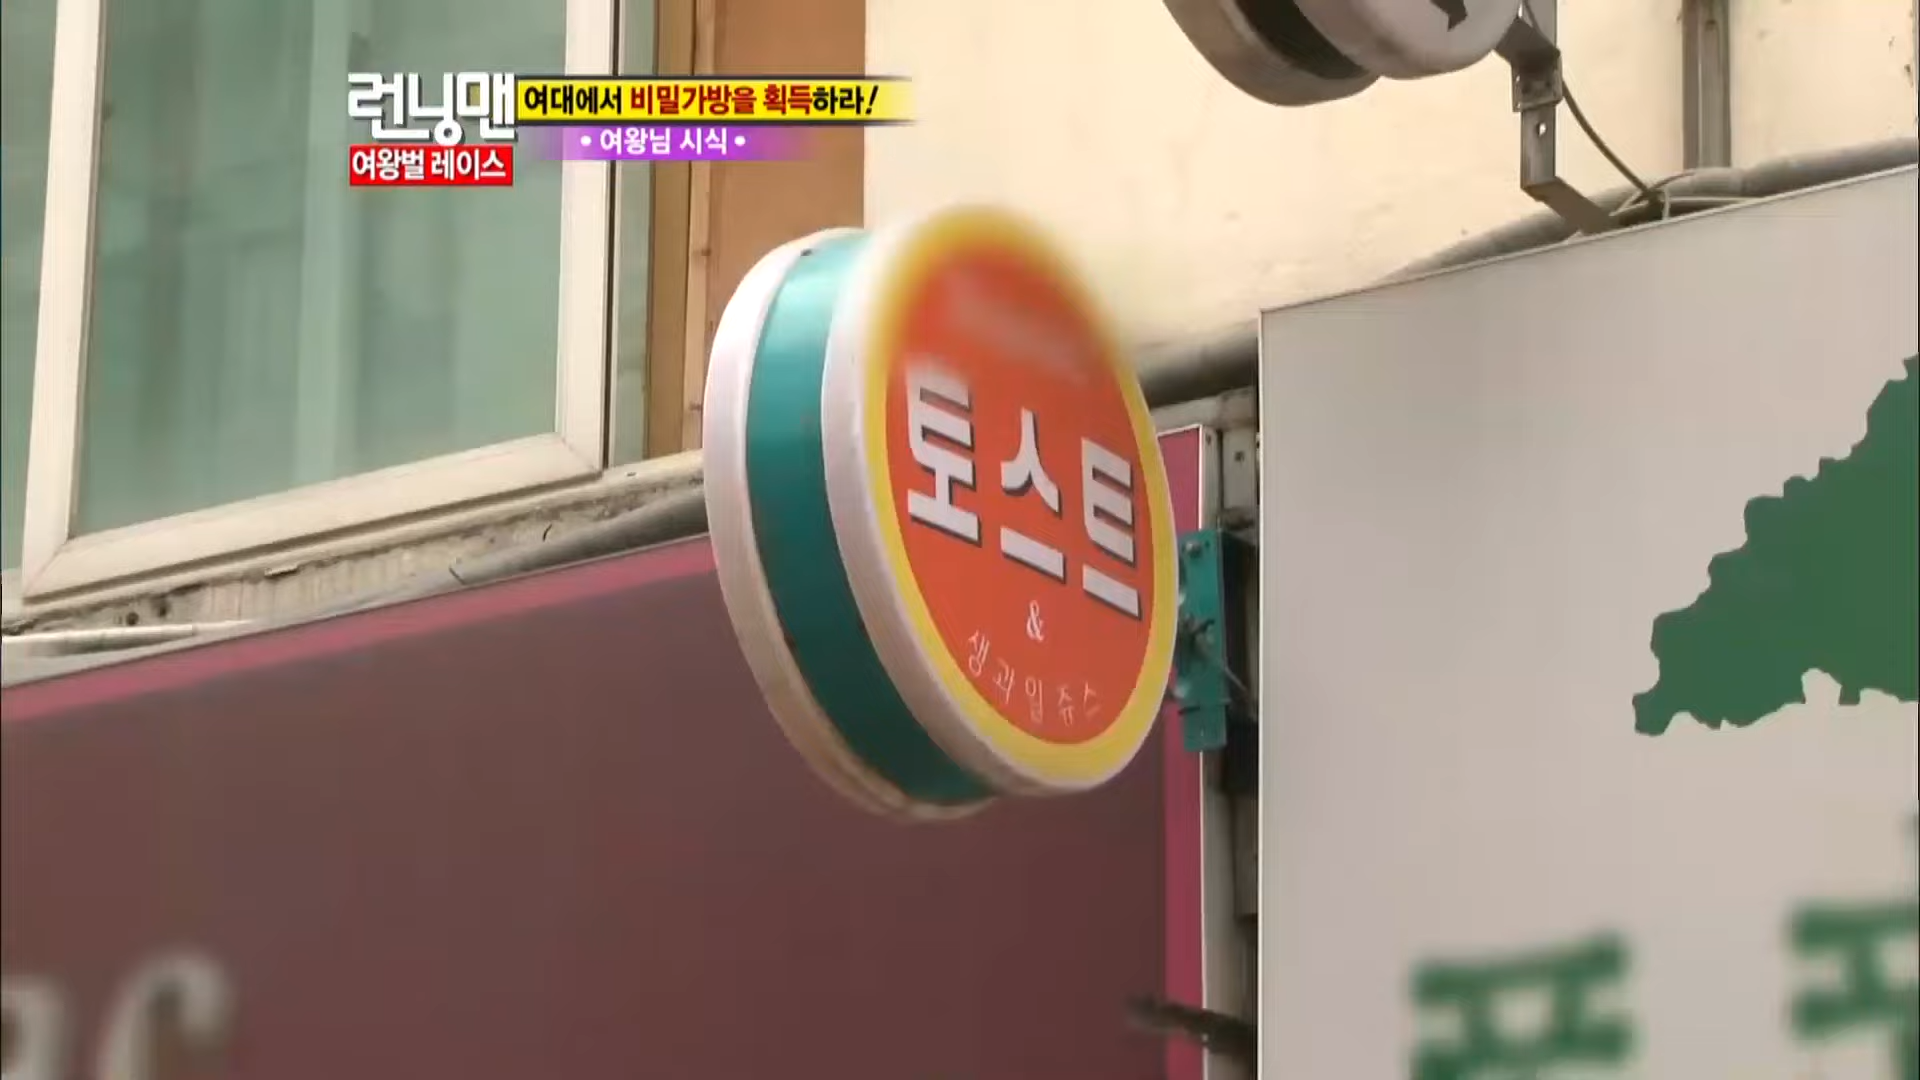 런닝맨
여대에서 비밀가방을 획득하라!
• 여왕님 시식 •
여왕벌 레이스
토스트
&
생과일쥬스